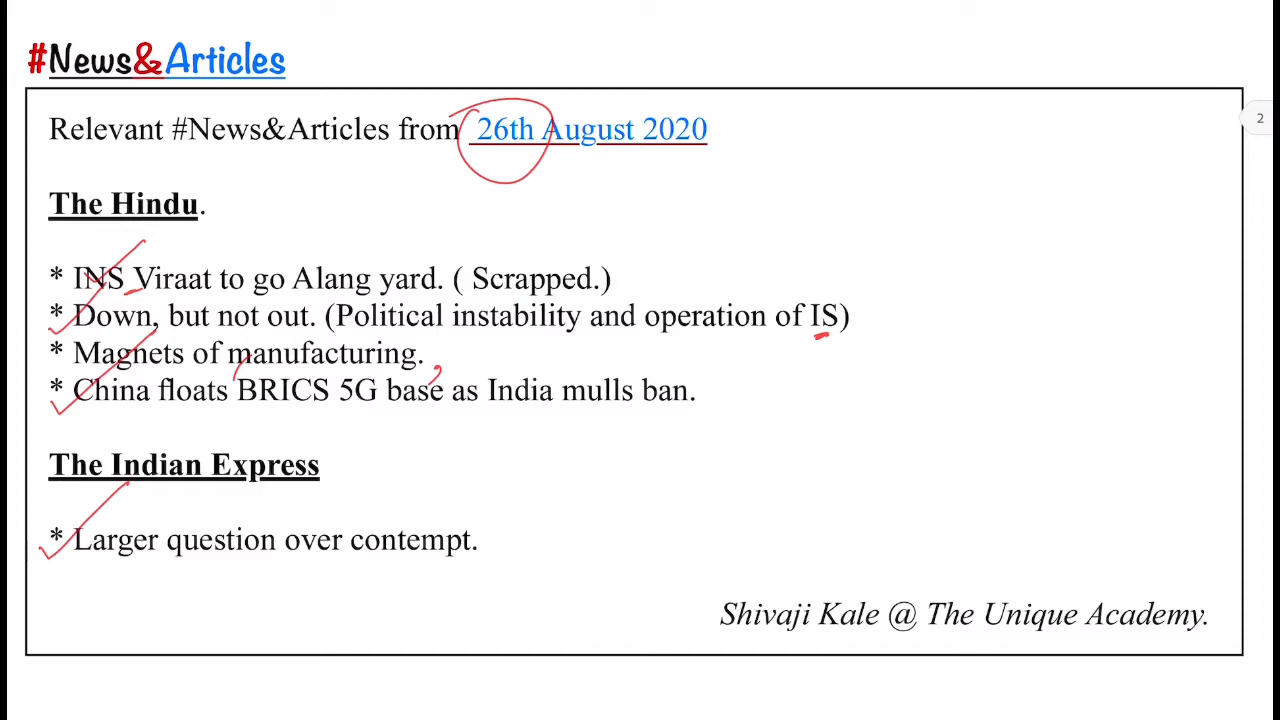 #News&Articles
2
Relevant #News&Articles from 26th August 2020
The Hindu.
* INS Viraat to go Alang yard. ( Scrapped.)
* Down, but not out. (Political instability and operation of IS)
* Magnets of manufacturing.
* China floats BRICS 5G base as India mulls ban.
The Indian Express
* Larger question over contempt.
Shivaji Kale @ The Unique Academy.